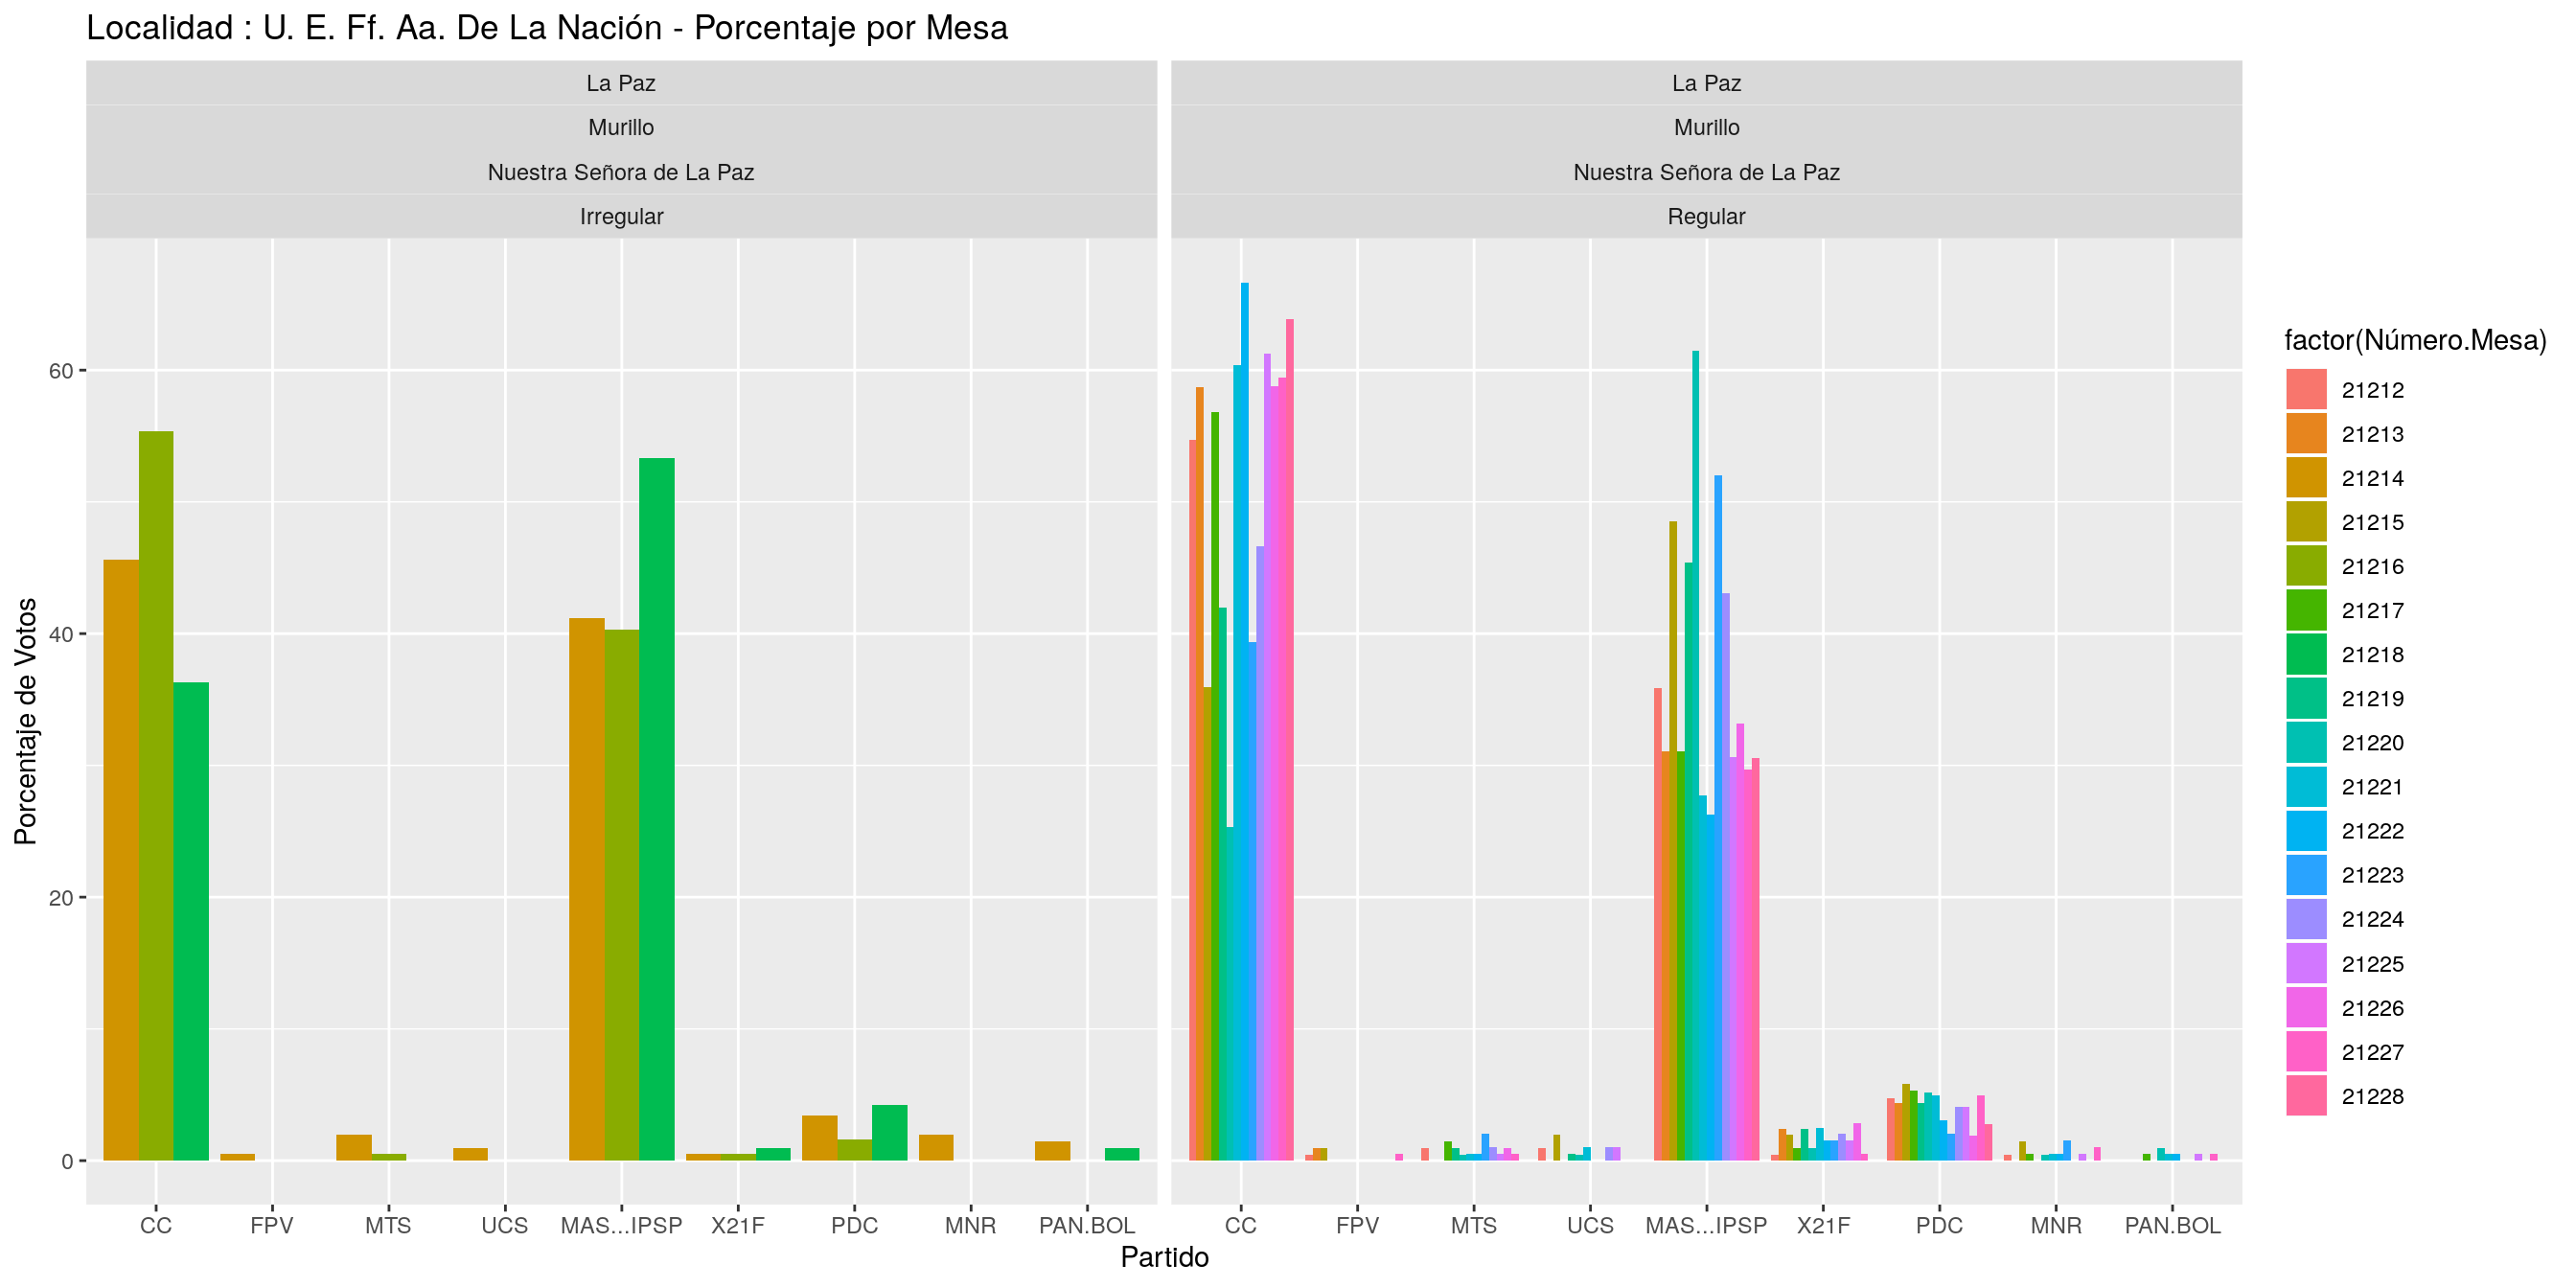 Localidad : U. E. Ff. Aa. De La Nación - Porcentaje por Mesa
La Paz
Murillo
Nuestra Señora de La Paz
Irregular
La Paz
Murillo
Nuestra Señora de La Paz
Regular
Porcentaje de Votos
60
40
20
0
CC FPV MTS UCS MAS...IPSP X21F PDC MNR PAN.BOL
CC FPV MTS UCS MAS...IPSP X21F PDC MNR PAN.BOL
Partido
factor(Número.Mesa)
21212
21213
21214
21215
21216
21217
21218
21219
21220
21221
21222
21223
21224
21225
21226
21227
21228